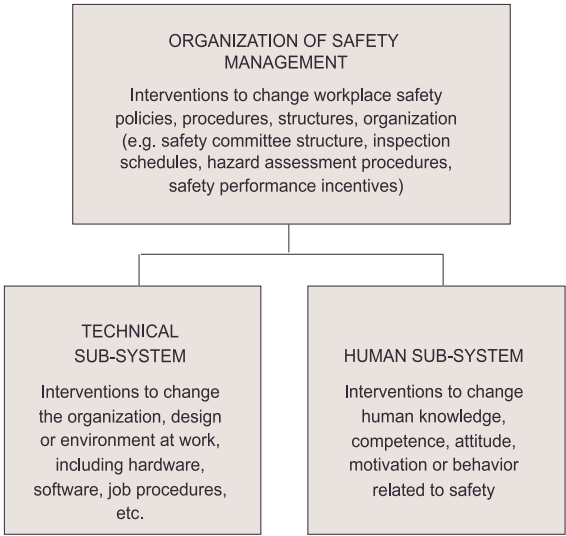 ORGANIZATION OF SAFETY
MANAGEMENT
Interventions to change workplace safety
policies, procedures, structures, organization
(e.g. safety committee structure, inspection
schedules, hazard assessment procedures,
safety performance incentives)
TECHNICAL
SUB-SYSTEM
Interventions to change
the organization, design
or environment at work,
including hardware,
software, job procedures,
etc.
HUMAN SUB-SYSTEM
Interventions to change
human knowledge,
competence, attitude,
motivation or behavior
related to safety